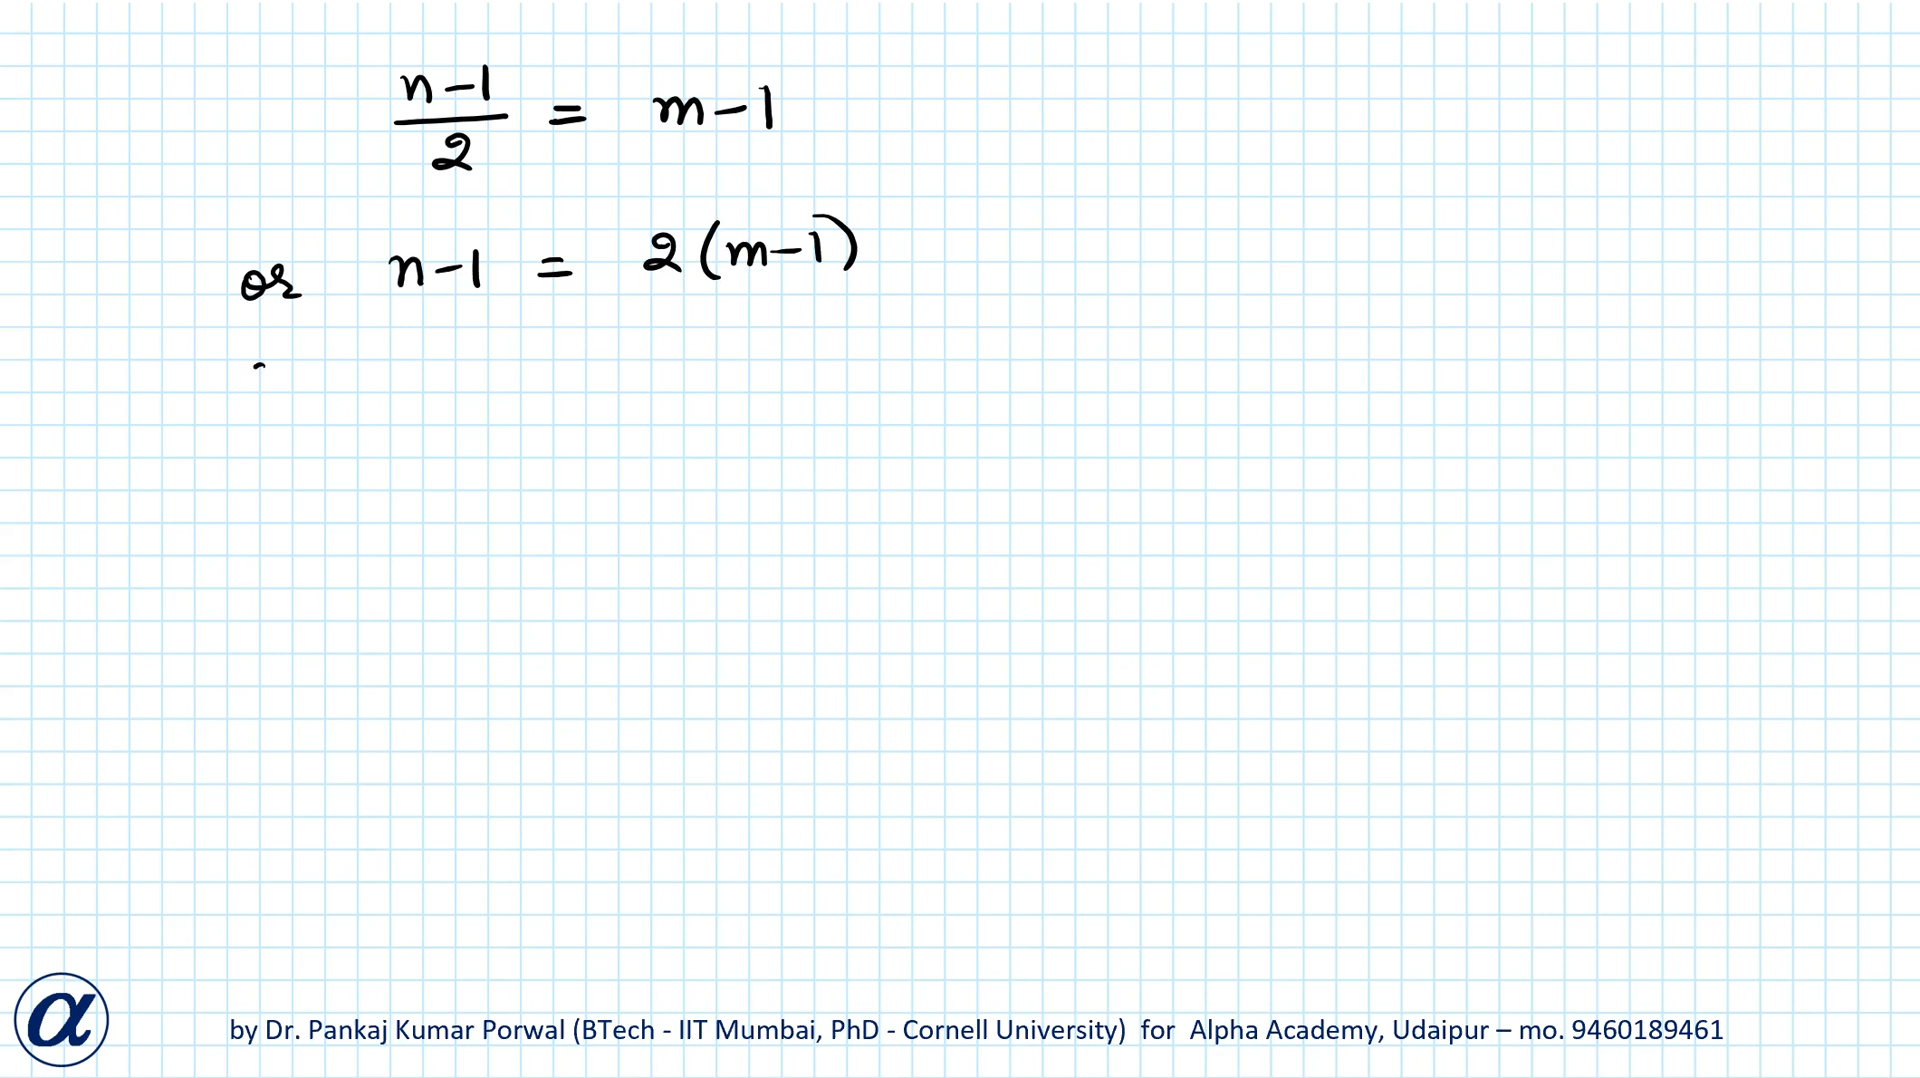 n-1/2 = m-1
or n-1 = 2(m-1)
α by Dr. Pankaj Kumar Porwal (BTech - IIT Mumbai, PhD - Cornell University) for Alpha Academy, Udaipur – mo. 9460189461